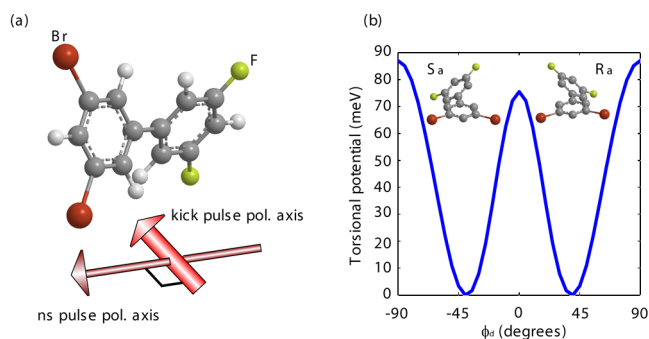 (a)
Br
F
kick pulse pol. axis
ns pulse pol. axis
(b)
Torsional potential (meV)
90
80
70
60
50
40
30
20
10
0
Sa
Ra
-90
-45
0
45
90
ϕd (degrees)